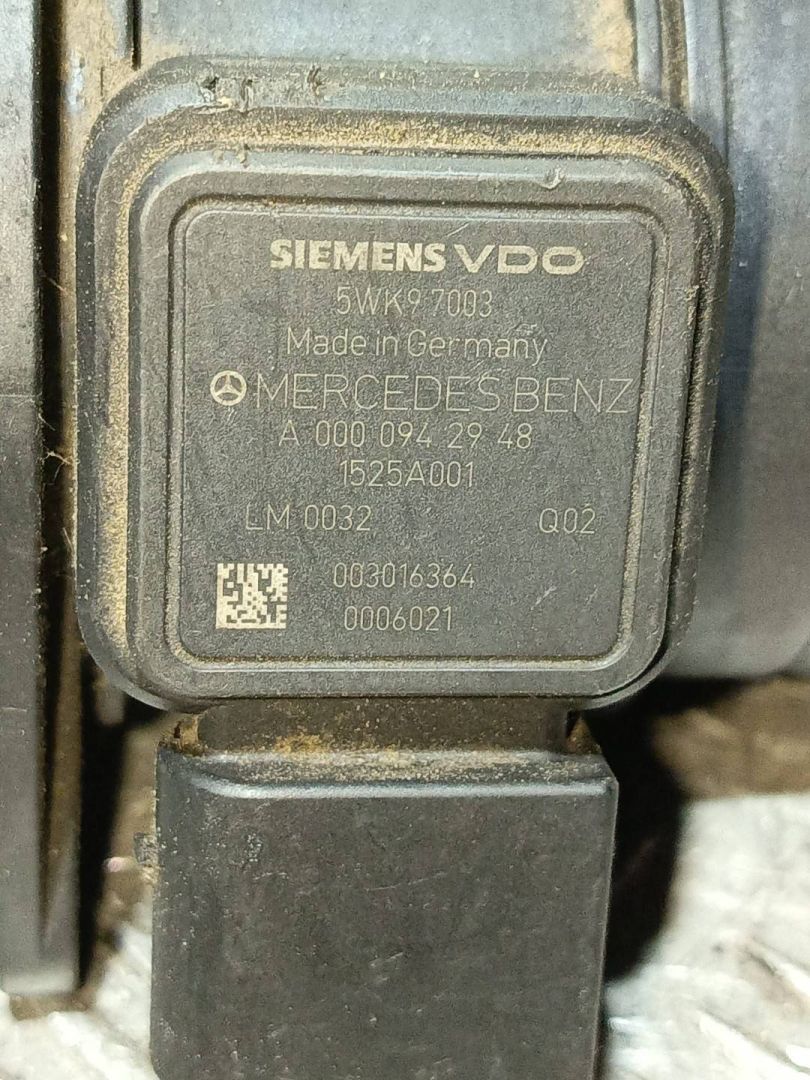 SIEMENS VDO
5WK9 7003
Made in Germany
MERCEDES BENZ
A 000 094 29 48
1525A001
LM 0032 Q02
003016364
0006021